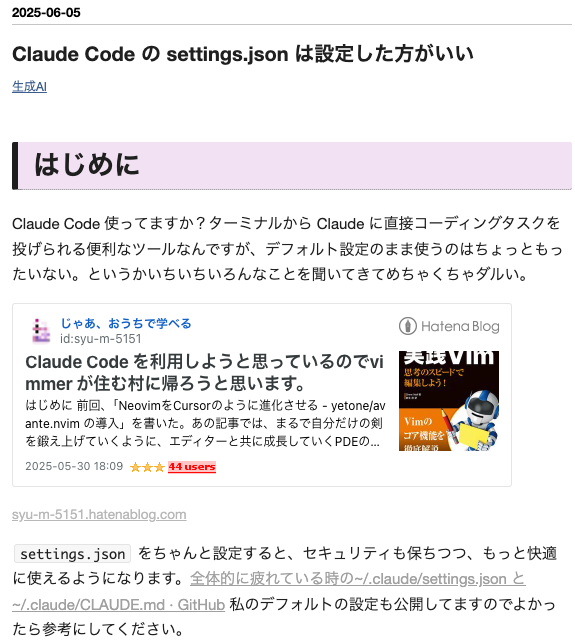 2025-06-05
Claude Code の settings.json は設定した方がいい
生成AI
はじめに
Claude Code 使ってますか？ターミナルから Claude に直接コーディングタスクを
投げられる便利なツールなんですが、デフォルト設定のまま使うのはちょっともっ
たいない。というかいちいちいろんなことを聞いてきてめちゃくちゃダルい。
じゃあ、おうちで学べる
id:syu-m-5151
Hatena Blog
Claude Code を利用しようと思っているのでvi
mmer が住む村に帰ろうと思います。
はじめに 前回、「NeovimをCursorのように進化させる - yetone/av
ante.nvim の導入」を書いた。あの記事では、まるで自分だけの剣
を鍛え上げていくように、エディターと共に成長していくPDEの...
2025-05-30 18:09 44 users
実践Vim
思考のスピードで
編集しよう！
Vimの
コア機能を
徹底解説
syu-m-5151.hatenablog.com
settings.json をちゃんと設定すると、セキュリティも保ちつつ、もっと快適
に使えるようになります。全体的に疲れている時の~/.claude/settings.json と
~/.claude/CLAUDE.md · GitHub 私のデフォルトの設定も公開してますのでよかっ
たら参考にしてください。